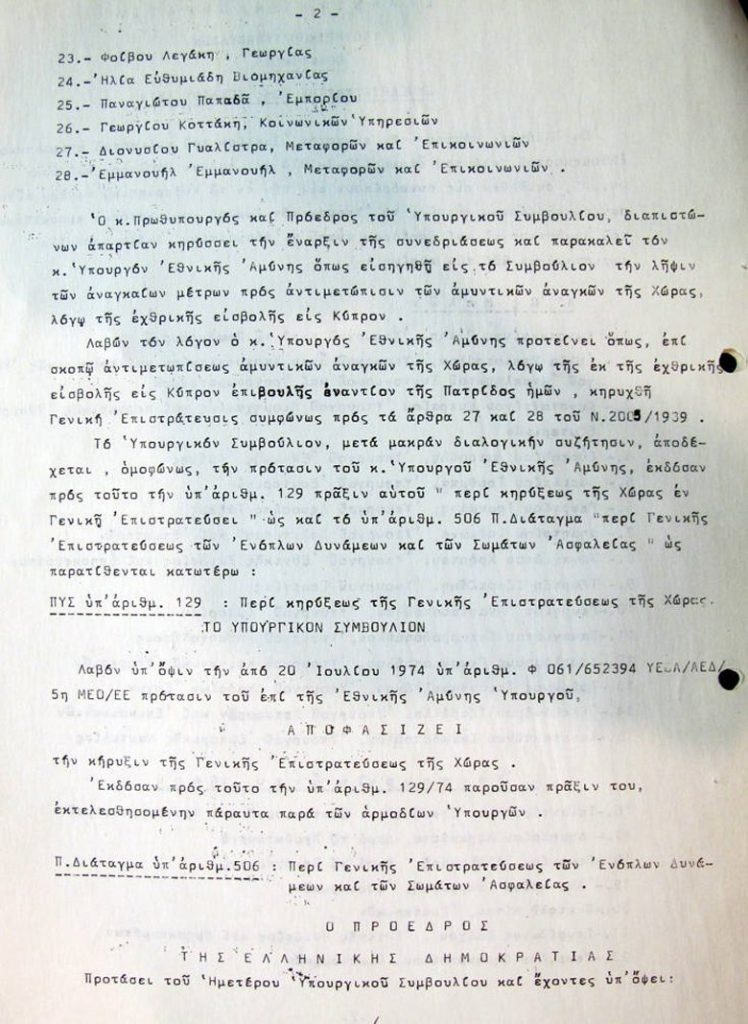 - 2 -
23.- Φοίβου Λεγάκη , Γεωργίας
24.-Ἡλία Εὐθυμιάδη Βιομηχανίας
25.- Παναγιώτου Παπαδᾶ , Ἐμπορίου
26.- Γεωργίου Κοττάκη, Κοινωνικῶν Ὑπηρεσιῶν
27.- Διονυσίου Γυαλίστρα, Μεταφορῶν καί Ἐπικοινωνιῶν
28.-Ἐμμανουήλ Ἐμμανουήλ , Μεταφορῶν καί Ἐπικοινωνιῶν .
Ὁ κ.Πρωθυπουργός καί Πρόεδρος τοῦ Ὑπουργικοῦ Συμβουλίου, διαπιστώ-
νων ἀπαρτίαν κηρύσσει τήν ἔναρξιν τῆς συνεδριάσεως καί παρακαλεῖ τόν
κ.Ὑπουργόν Ἐθνικῆς Ἀμύνης ὅπως εἰσηγηθῇ εἰς τό Συμβούλιον τήν λῆψιν
τῶν ἀναγκαίων μέτρων πρός ἀντιμετώπισιν τῶν ἀμυντικῶν ἀναγκῶν τῆς Χώρας,
λόγῳ τῆς ἐχθρικῆς εἰσβολῆς εἰς Κύπρον .
Λαβών τόν λόγον ὁ κ.Ὑπουργός Ἐθνικῆς Ἀμύνης προτείνει ὅπως, ἐπί
σκοπῷ ἀντιμετωπίσεως ἀμυντικῶν ἀναγκῶν τῆς Χώρας, λόγῳ τῆς ἐκ τῆς ἐχθρικῆς
εἰσβολῆς εἰς Κύπρον ἐπιβουλῆς ἐναντίον τῆς Πατρίδος ἡμῶν , κηρυχθῇ
Γενική Ἐπιστράτευσις συμφώνως πρός τά ἄρθρα 27 καί 28 τοῦ Ν.2005/1939 .
Τό Ὑπουργικόν Συμβούλιον, μετά μακράν διαλογικήν συζήτησιν, ἀποδέ-
χεται , ὁμοφώνως, τήν πρότασιν τοῦ κ.Ὑπουργοῦ Ἐθνικῆς Ἀμύνης, ἐκδόσαν
πρός τοῦτο τήν ὑπ'ἀριθμ. 129 πρᾶξιν αὐτοῦ " περί κηρύξεως τῆς Χώρας ἐν
Γενικῇ Ἐπιστρατεύσει " ὡς καί τό ὑπ'ἀριθμ. 506 Π.Διάταγμα "περί Γενικῆς
Ἐπιστρατεύσεως τῶν Ἐνόπλων Δυνάμεων καί τῶν Σωμάτων Ἀσφαλείας " ὡς
παρατίθενται κατωτέρω :
ΠΥΣ ὑπ'ἀριθμ. 129 : Περί κηρύξεως τῆς Γενικῆς Ἐπιστρατεύσεως τῆς Χώρας.
ΤΟ ΥΠΟΥΡΓΙΚΟΝ ΣΥΜΒΟΥΛΙΟΝ
Λαβόν ὑπ'ὄψιν τήν ἀπό 20 Ἰουλίου 1974 ὑπ'ἀριθμ. Φ 061/652394 ΥΕΘΑ/ΑΕΔ/
5η ΜΕΟ/ΕΕ πρότασιν τοῦ ἐπί τῆς Ἐθνικῆς Ἀμύνης Ὑπουργοῦ,
Α Π Ο Φ Α Σ Ι Ζ Ε Ι
τήν κήρυξιν τῆς Γενικῆς Ἐπιστρατεύσεως τῆς Χώρας .
Ἐκδόσαν πρός τοῦτο τήν ὑπ'ἀριθμ. 129/74 παροῦσαν πρᾶξιν του,
ἐκτελεσθησομένην πάραυτα παρά τῶν ἁρμοδίων Ὑπουργῶν .
Π.Διάταγμα ὑπ'ἀριθμ.506 : Περί Γενικῆς Ἐπιστρατεύσεως τῶν Ἐνόπλων Δυνά-
μεων καί τῶν Σωμάτων Ἀσφαλείας .
Ο ΠΡΟΕΔΡΟΣ
ΤΗΣ ΕΛΛΗΝΙΚΗΣ ΔΗΜΟΚΡΑΤΙΑΣ
Προτάσει τοῦ Ἡμετέρου Ὑπουργικοῦ Συμβουλίου καί ἔχοντες ὑπ'ὄψει: